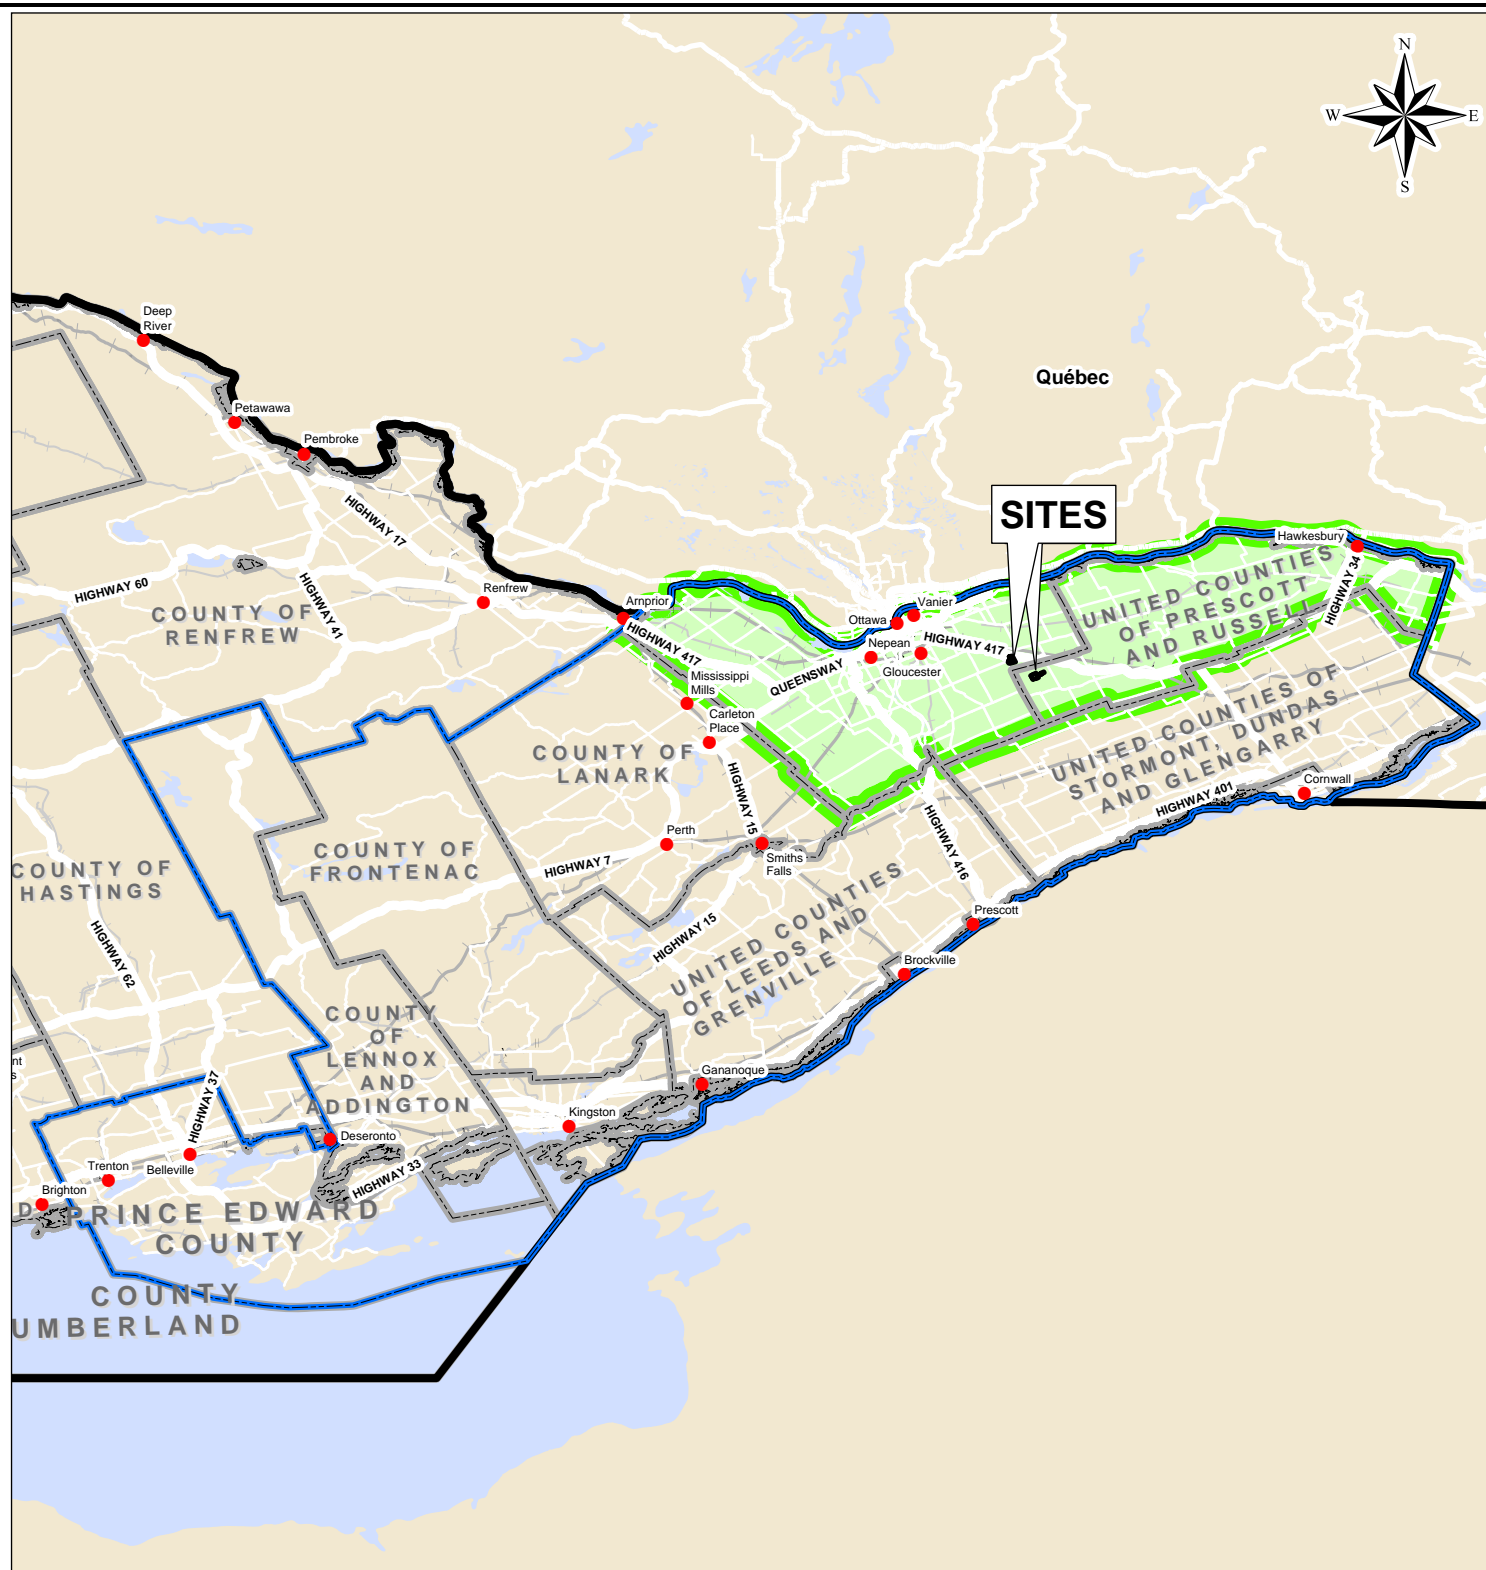 N
W
E
S
Deep
River
Québec
Petawawa
Pembroke
SITES
HIGHWAY 17
Hawkesbury
HIGHWAY 34
HIGHWAY 60
HIGHWAY 41
Renfrew
COUNTY OF
RENFREW
Arnprior
HIGHWAY 417
Vanier
Ottawa
Nepean
HIGHWAY 417
Gloucester
QUEENSWAY
UNITED COUNTIES
OF PRESCOTT
AND RUSSELL
Mississippi
Mills
Carleton
Place
COUNTY OF
LANARK
HIGHWAY 15
UNITED COUNTIES OF
STORMONT, DUNDAS
AND GLENGARRY
HIGHWAY 401
Cornwall
Perth
Smiths
Falls
HIGHWAY 416
COUNTY OF
HASTINGS
COUNTY OF
FRONTENAC
HIGHWAY 7
HIGHWAY 15
UNITED COUNTIES
OF LEEDS AND
GRENVILLE
Prescott
Brockville
HIGHWAY 62
COUNTY
OF
LENNOX
AND
ADDINGTON
nt
s
HIGHWAY 37
Gananoque
Kingston
Deseronto
Belleville
Trenton
Brighton
HIGHWAY 33
D
PRINCE EDWARD
COUNTY
COUNTY
UMBERLAND